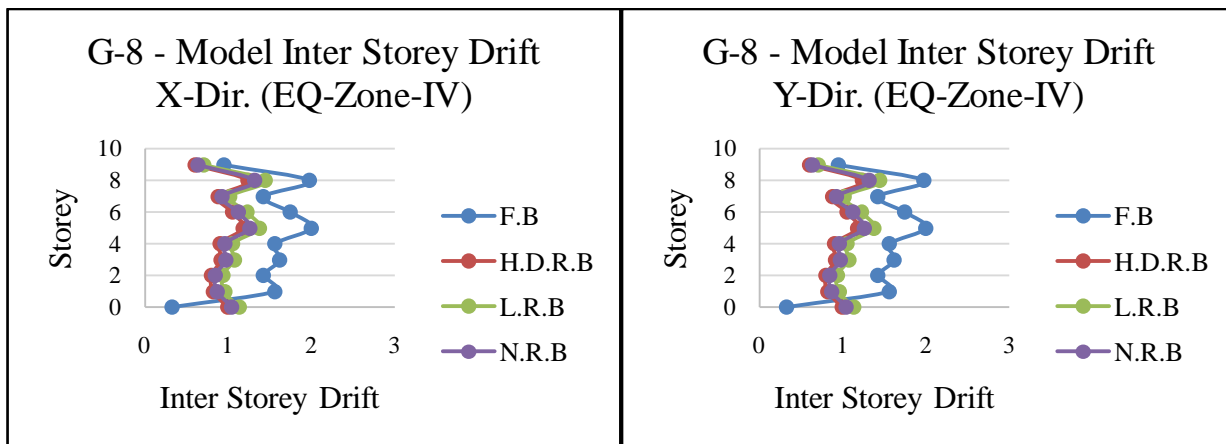 G-8 - Model Inter Storey Drift
X-Dir. (EQ-Zone-IV)
10
8
6
4
2
0
Storey
0 1 2 3
Inter Storey Drift
F.B
H.D.R.B
L.R.B
N.R.B
G-8 - Model Inter Storey Drift
Y-Dir. (EQ-Zone-IV)
10
8
6
4
2
0
Storey
0 1 2 3
Inter Storey Drift
F.B
H.D.R.B
L.R.B
N.R.B